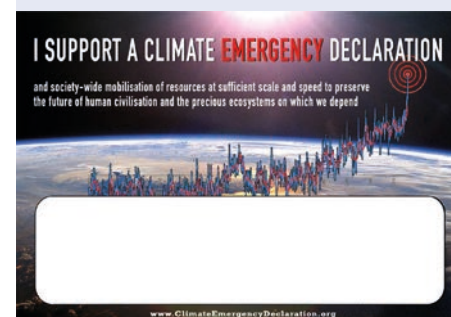 I SUPPORT A CLIMATE EMERGENCY DECLARATION
and society-wide mobilisation of resources at sufficient scale and speed to preserve
the future of human civilisation and the precious ecosystems on which we depend
www.ClimateEmergencyDeclaration.org